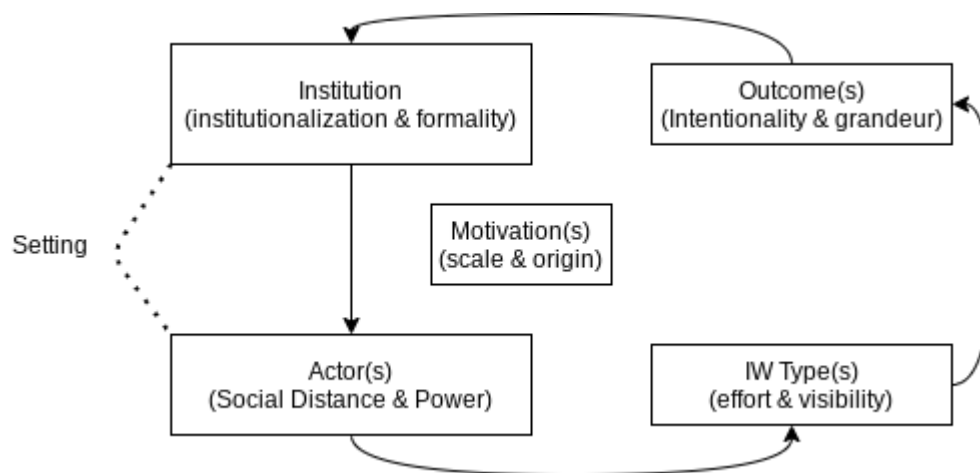 Institution
(institutionalization & formality)
Outcome(s)
(Intentionality & grandeur)
Setting
Motivation(s)
(scale & origin)
Actor(s)
(Social Distance & Power)
IW Type(s)
(effort & visibility)